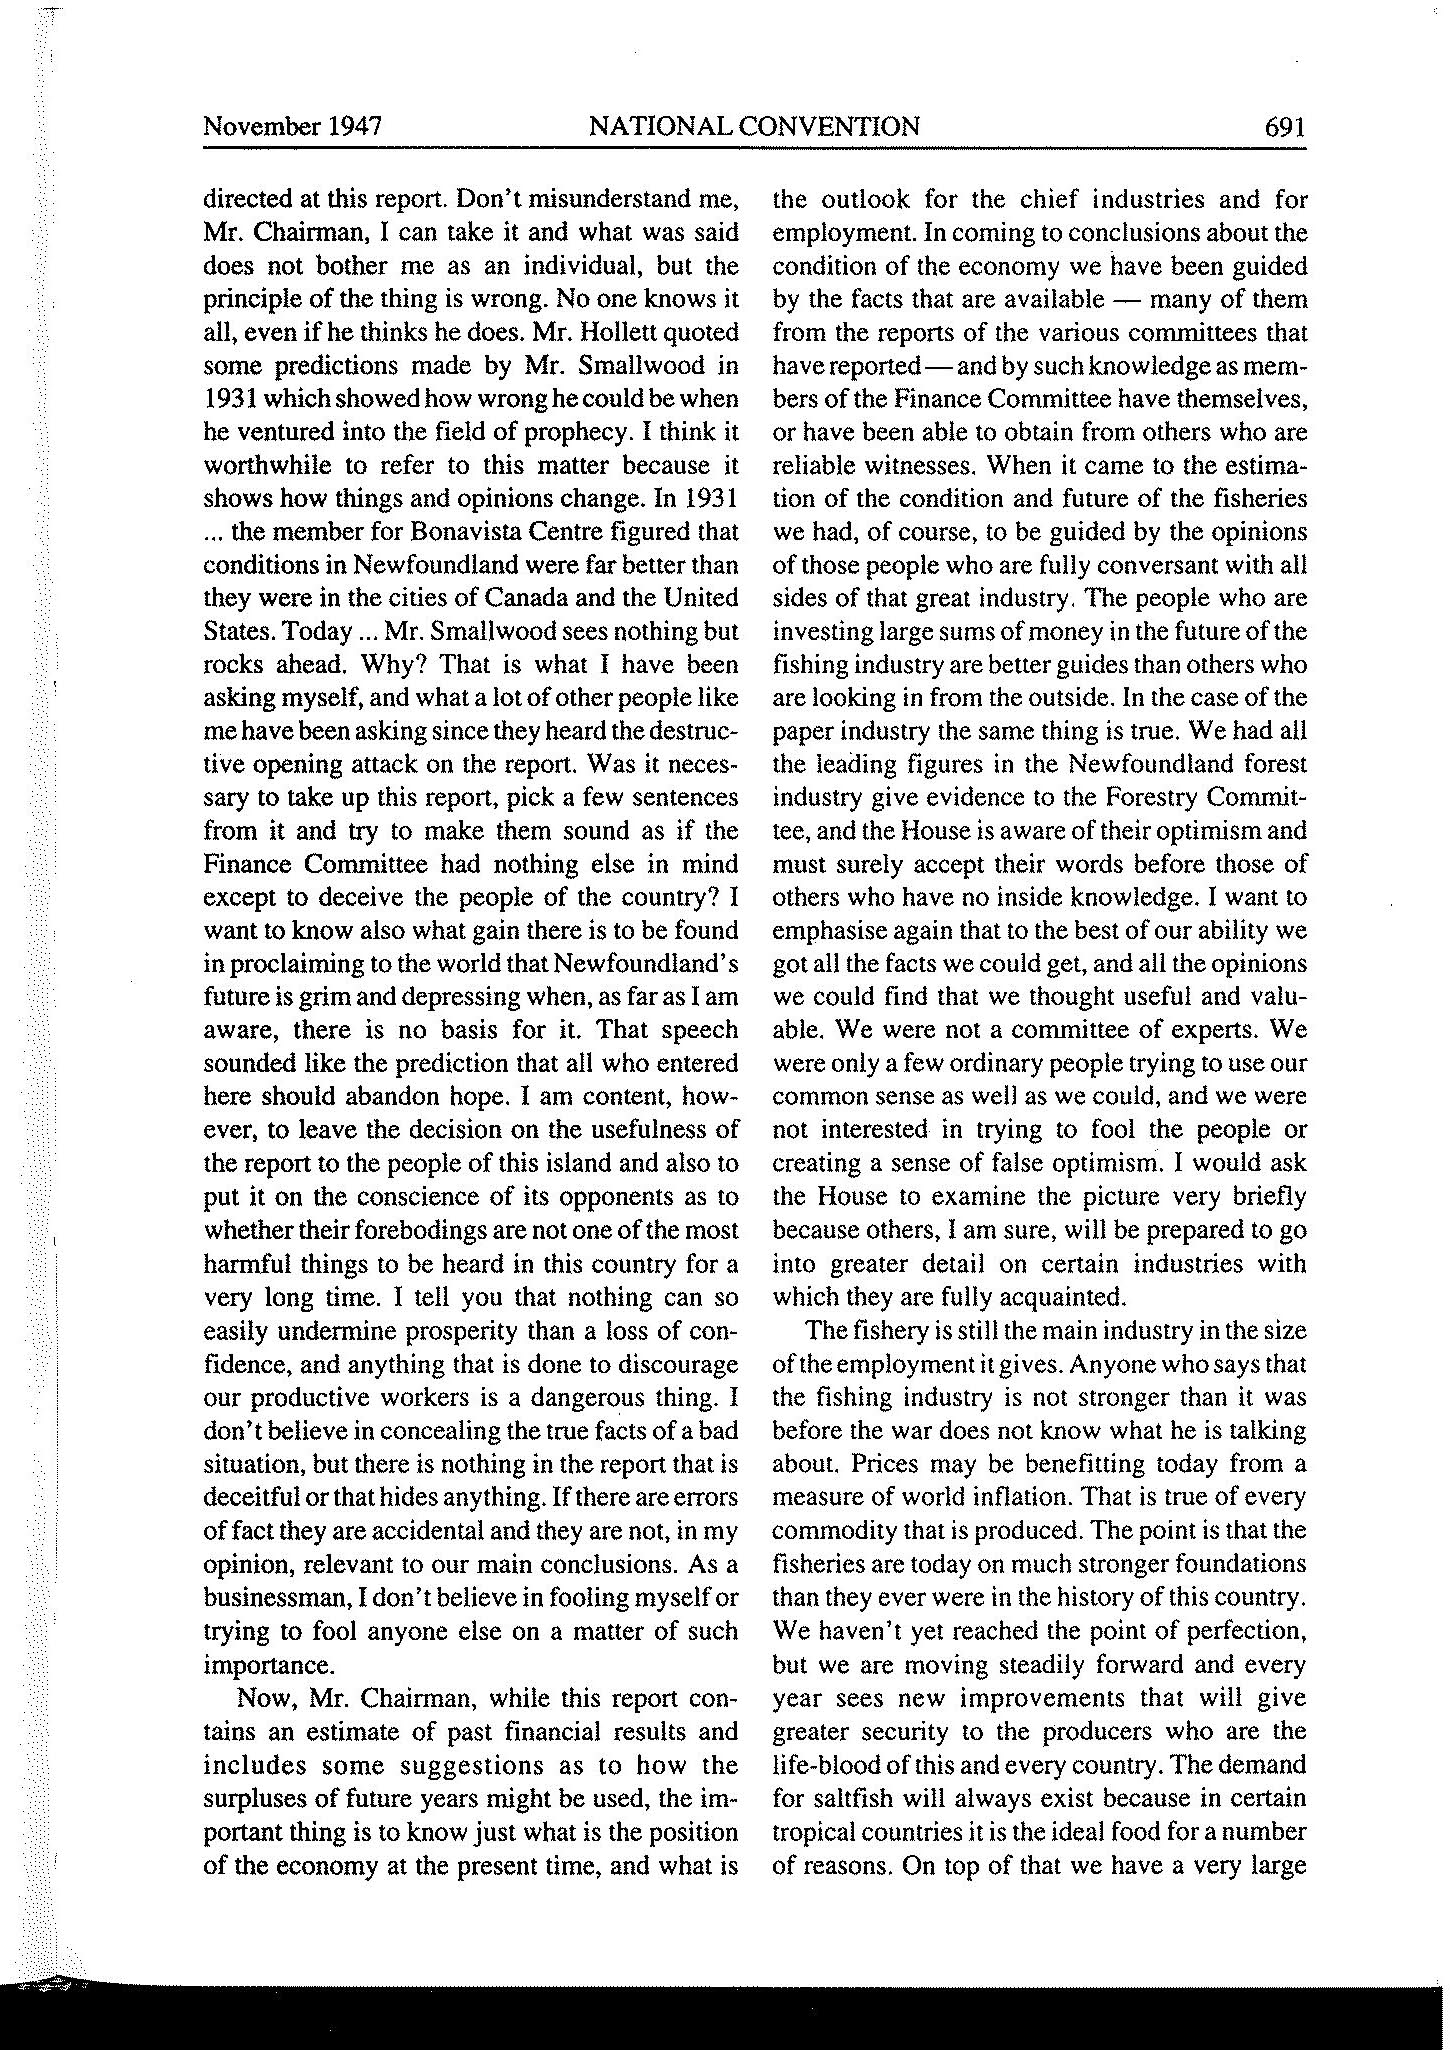 November 1947
NATIONAL CONVENTION
691
directed at this report. Don't misunderstand me,
Mr. Chairman, I can take it and what was said
does not bother me as an individual, but the
principle of the thing is wrong. No one knows it
all, even if he thinks he does. Mr. Hollett quoted
some predictions made by Mr. Smallwood in
1931 which showed how wrong he could be when
he ventured into the field of prophecy. I think it
worthwhile to refer to this matter because it
shows how things and opinions change. In 1931
... the member for Bonavista Centre figured that
conditions in Newfoundland were far better than
they were in the cities of Canada and the United
States. Today ... Mr. Smallwood sees nothing but
rocks ahead. Why? That is what I have been
asking myself, and what a lot of other people like
me have been asking since they heard the destruc-
tive opening attack on the report. Was it neces-
sary to take up this report, pick a few sentences
from it and try to make them sound as if the
Finance Committee had nothing else in mind
except to deceive the people of the country? I
want to know also what gain there is to be found
in proclaiming to the world that Newfoundland's
future is grim and depressing when, as far as I am
aware, there is no basis for it. That speech
sounded like the prediction that all who entered
here should abandon hope. I am content, how-
ever, to leave the decision on the usefulness of
the report to the people of this island and also to
put it on the conscience of its opponents as to
whether their forebodings are not one of the most
harmful things to be heard in this country for a
very long time. I tell you that nothing can so
easily undermine prosperity than a loss of con-
fidence, and anything that is done to discourage
our productive workers is a dangerous thing. I
don't believe in concealing the true facts of a bad
situation, but there is nothing in the report that is
deceitful or that hides anything. If there are errors
of fact they are accidental and they are not, in my
opinion, relevant to our main conclusions. As a
businessman, I don't believe in fooling myself or
trying to fool anyone else on a matter of such
importance.
Now, Mr. Chairman, while this report con-
tains an estimate of past financial results and
includes some suggestions as to how the
surpluses of future years might be used, the im-
portant thing is to know just what is the position
of the economy at the present time, and what is
the outlook for the chief industries and for
employment. In coming to conclusions about the
condition of the economy we have been guided
by the facts that are available — many of them
from the reports of the various committees that
have reported — and by such knowledge as mem-
bers of the Finance Committee have themselves,
or have been able to obtain from others who are
reliable witnesses. When it came to the estima-
tion of the condition and future of the fisheries
we had, of course, to be guided by the opinions
of those people who are fully conversant with all
sides of that great industry. The people who are
investing large sums of money in the future of the
fishing industry are better guides than others who
are looking in from the outside. In the case of the
paper industry the same thing is true. We had all
the leading figures in the Newfoundland forest
industry give evidence to the Forestry Commit-
tee, and the House is aware of their optimism and
must surely accept their words before those of
others who have no inside knowledge. I want to
emphasise again that to the best of our ability we
got all the facts we could get, and all the opinions
we could find that we thought useful and valu-
able. We were not a committee of experts. We
were only a few ordinary people trying to use our
common sense as well as we could, and we were
not interested in trying to fool the people or
creating a sense of false optimism. I would ask
the House to examine the picture very briefly
because others, I am sure, will be prepared to go
into greater detail on certain industries with
which they are fully acquainted.
The fishery is still the main industry in the size
of the employment it gives. Anyone who says that
the fishing industry is not stronger than it was
before the war does not know what he is talking
about. Prices may be benefitting today from a
measure of world inflation. That is true of every
commodity that is produced. The point is that the
fisheries are today on much stronger foundations
than they ever were in the history of this country.
We haven't yet reached the point of perfection,
but we are moving steadily forward and every
year sees new improvements that will give
greater security to the producers who are the
life-blood of this and every country. The demand
for saltfish will always exist because in certain
tropical countries it is the ideal food for a number
of reasons. On top of that we have a very large